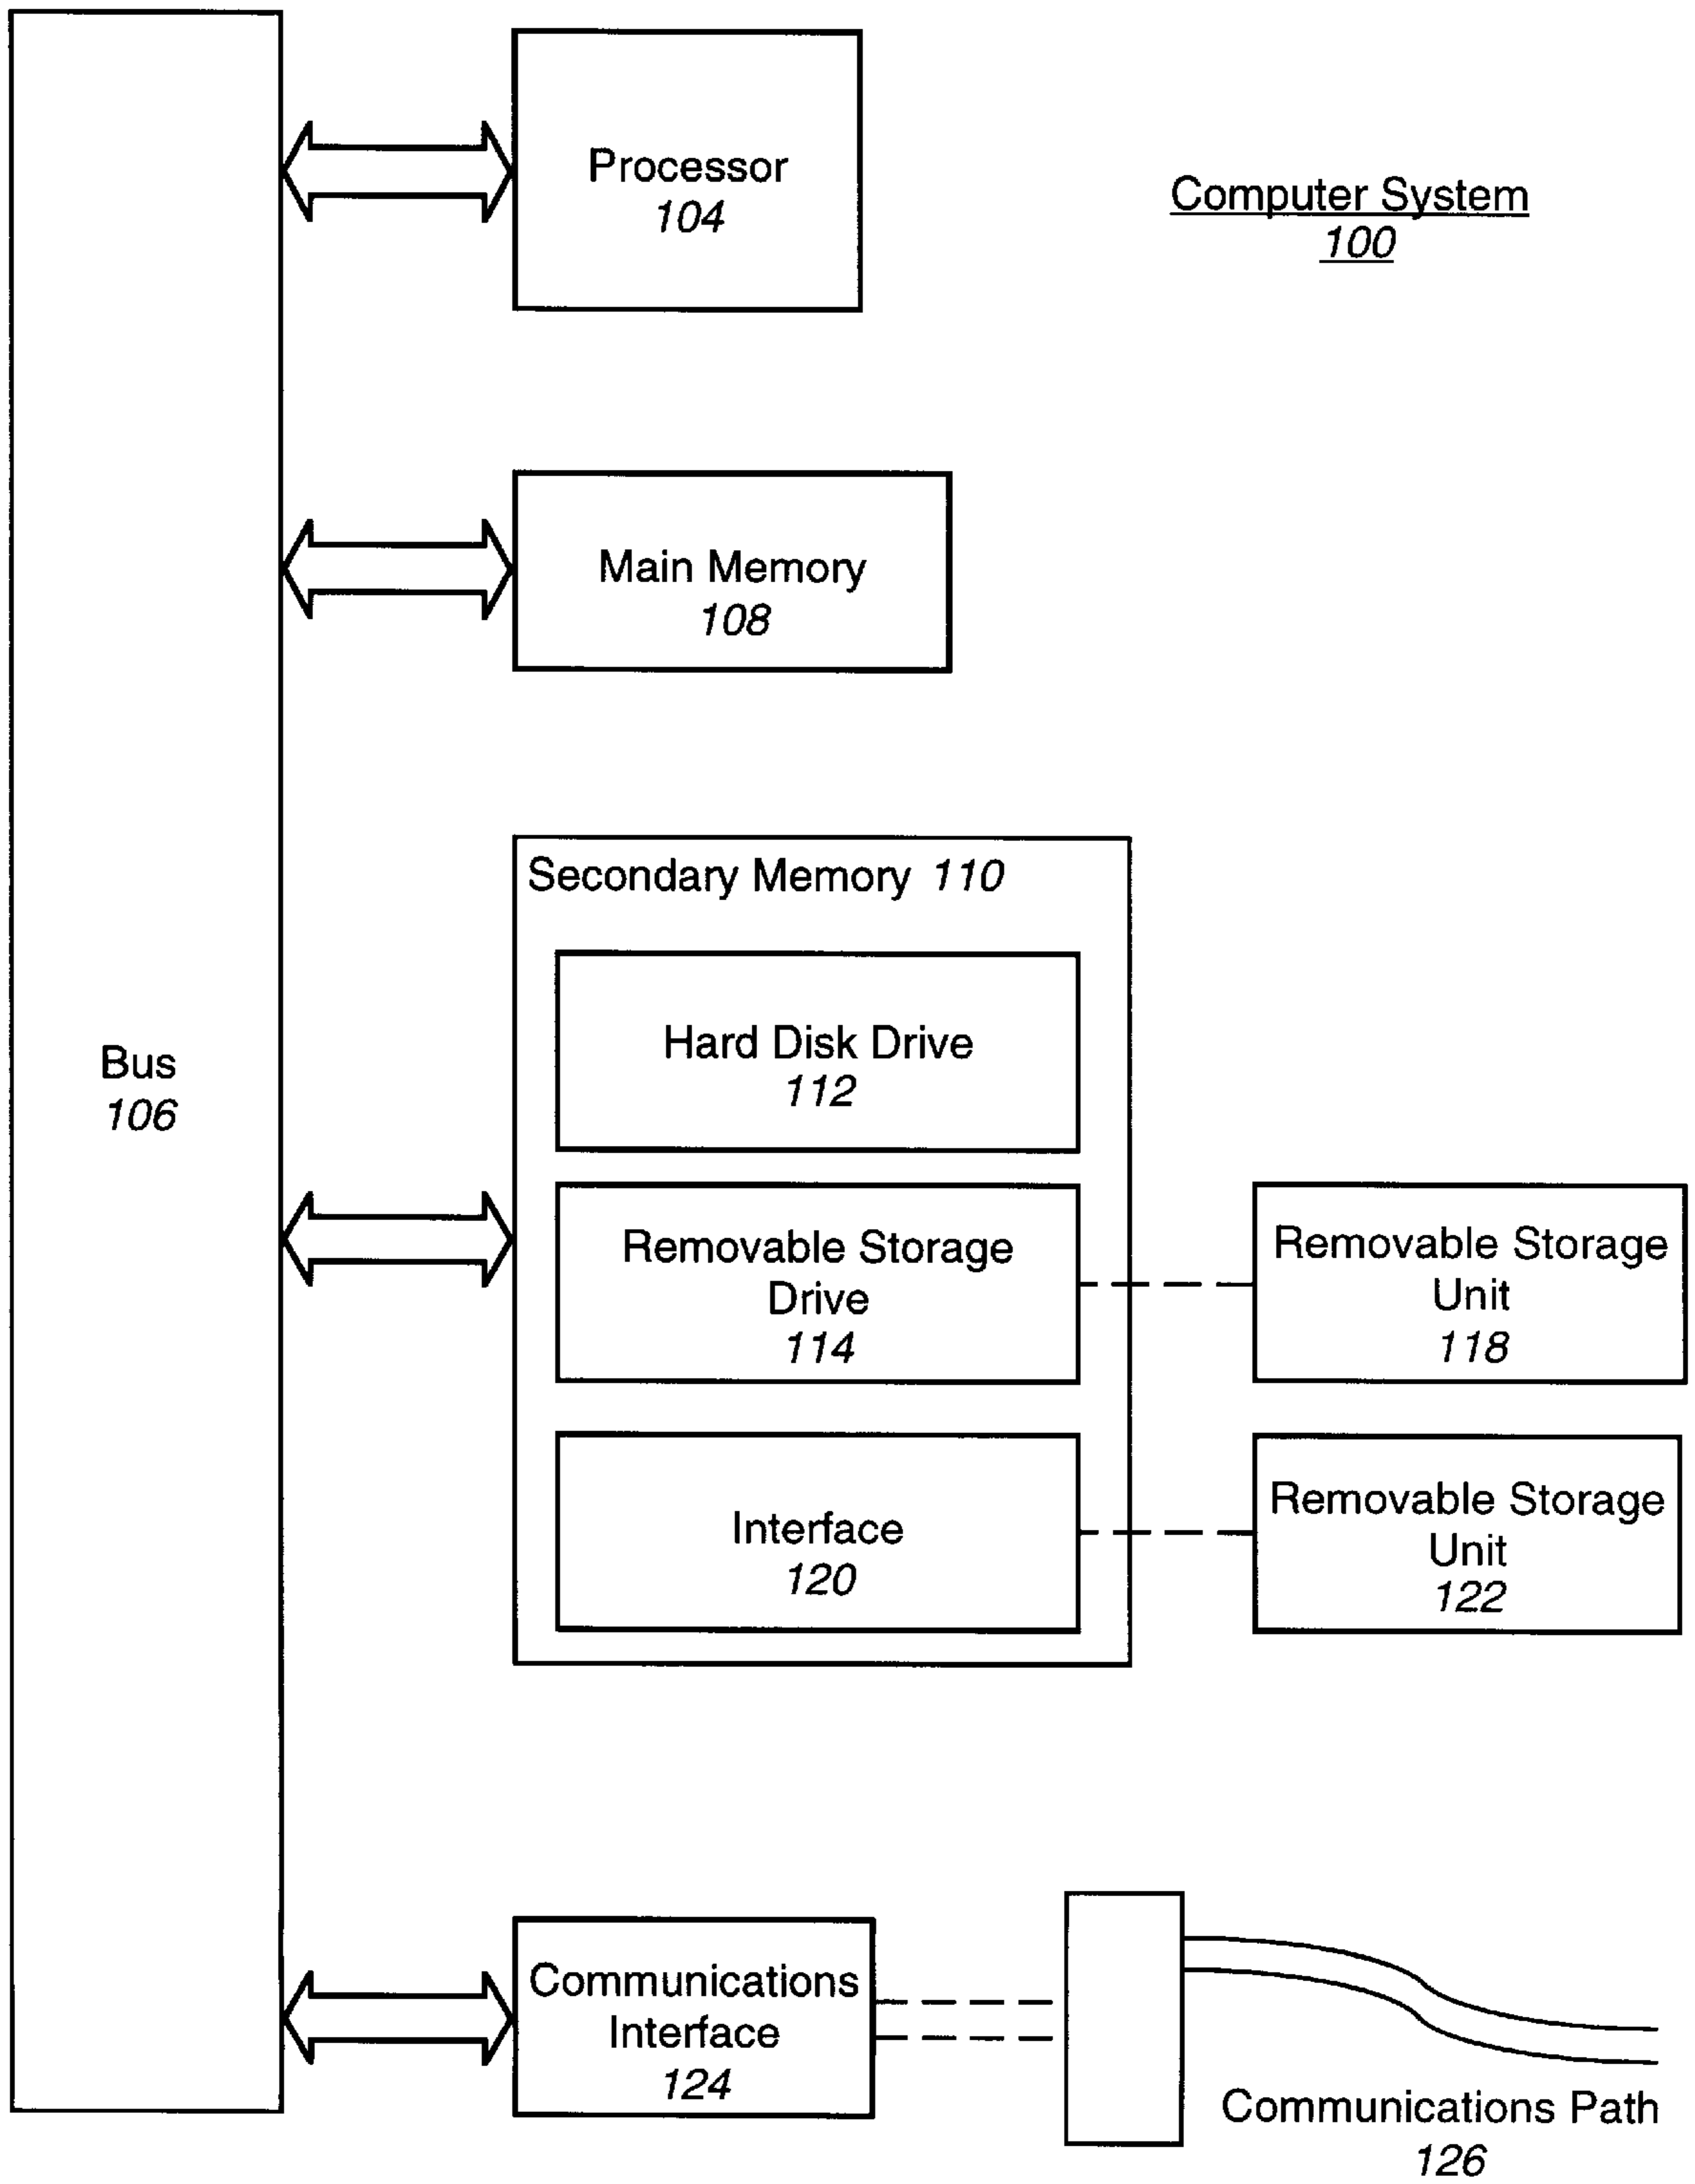 Processor
104
Computer System
100
Main Memory
108
Secondary Memory 110
Hard Disk Drive
112
Bus
106
Removable Storage
Drive
114
Removable Storage
Unit
118
Interface
120
Removable Storage
Unit
122
Communications
Interface
124
Communications Path
126